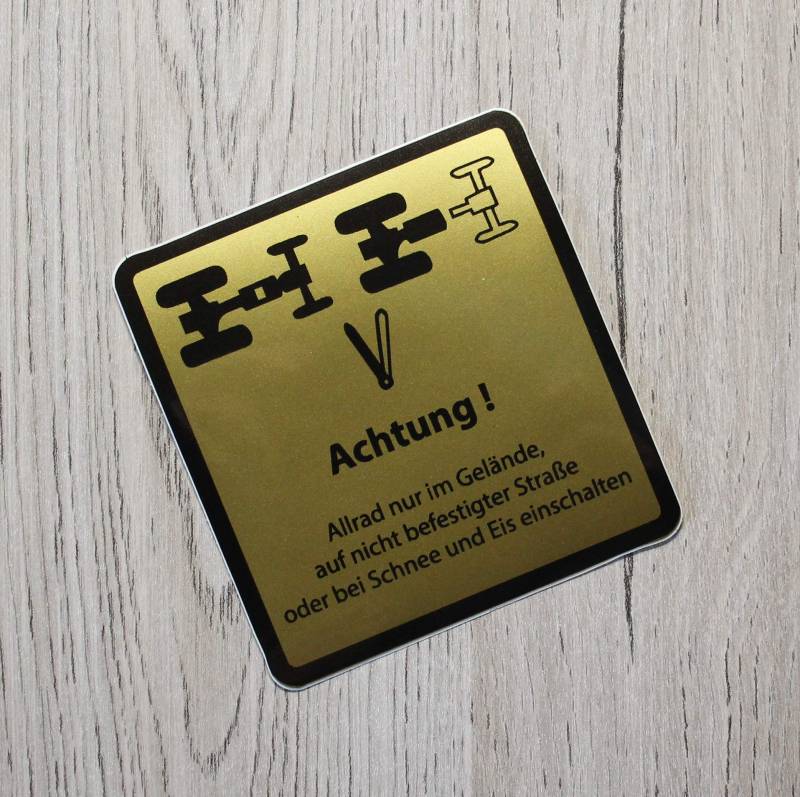 Achtung !
Allrad nur im Gelände,
auf nicht befestigter Straße
oder bei Schnee und Eis einschalten